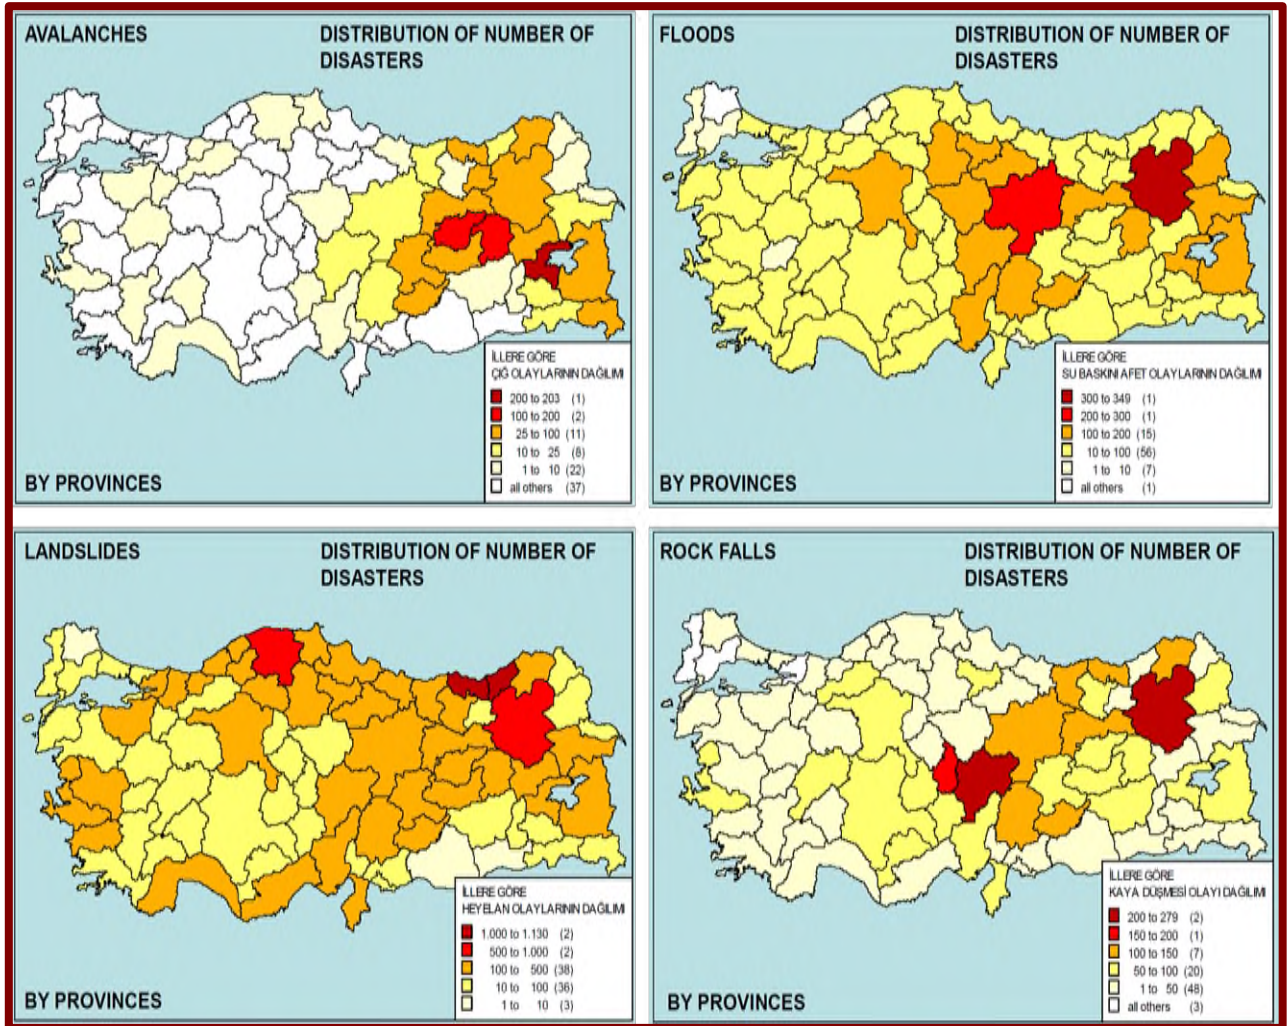 AVALANCHES
DISTRIBUTION OF NUMBER OF
DISASTERS
İLLERE GÖRE
ÇIĞ OLAYLARININ DAĞILIMI
200 to 203 (1)
100 to 200 (2)
25 to 100 (11)
10 to 25 (8)
1 to 10 (22)
all others (37)
BY PROVINCES
FLOODS
DISTRIBUTION OF NUMBER OF
DISASTERS
İLLERE GÖRE
SU BASKINI AFET OLAYLARININ DAĞILIMI
300 to 349 (1)
200 to 300 (1)
100 to 200 (15)
10 to 100 (56)
1 to 10 (7)
all others (1)
BY PROVINCES
LANDSLIDES
DISTRIBUTION OF NUMBER OF
DISASTERS
İLLERE GÖRE
HEYELAN OLAYLARININ DAĞILIMI
1.000 to 1.130 (2)
500 to 1.000 (2)
100 to 500 (38)
10 to 100 (36)
1 to 10 (3)
BY PROVINCES
ROCK FALLS
DISTRIBUTION OF NUMBER OF
DISASTERS
İLLERE GÖRE
KAYA DÜŞMESİ OLAYI DAĞILIMI
200 to 279 (2)
150 to 200 (1)
100 to 150 (7)
50 to 100 (20)
1 to 50 (48)
all others (3)
BY PROVINCES